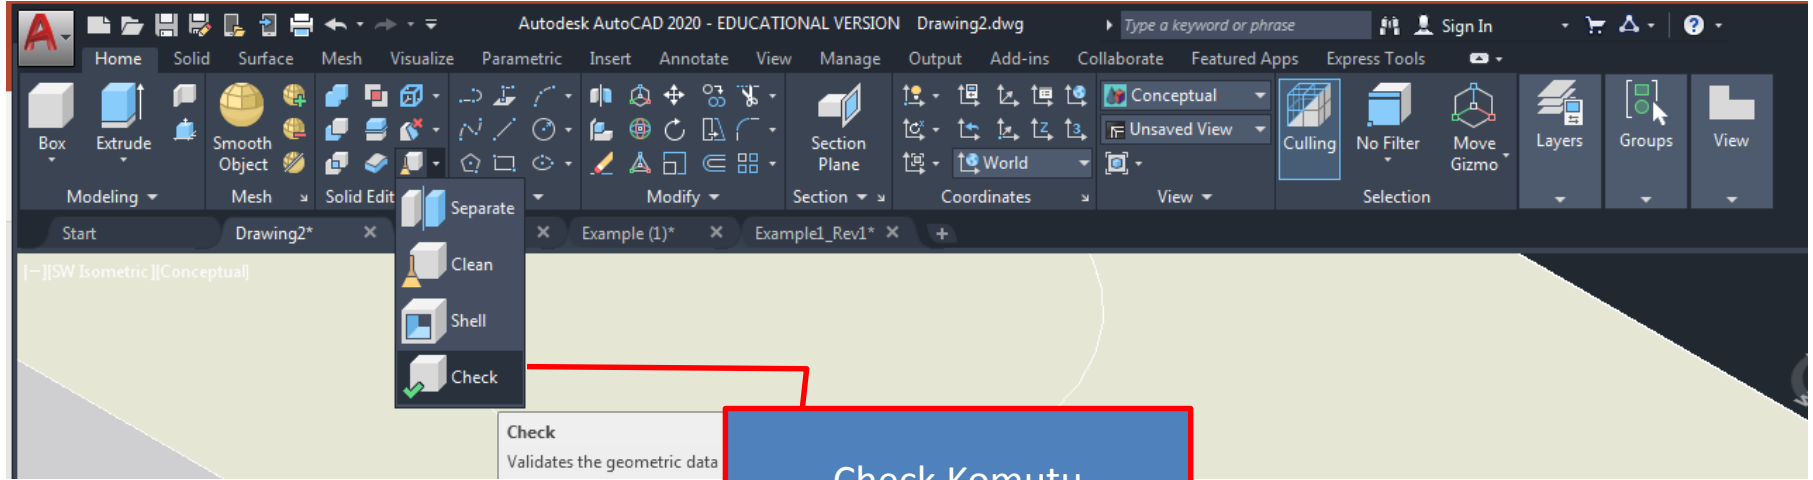 Autodesk AutoCAD 2020 - EDUCATIONAL VERSION Drawing2.dwg Type a keyword or phrase Sign In
Home Solid Surface Mesh Visualize Parametric Insert Annotate View Manage Output Add-ins Collaborate Featured Apps Express Tools
Box Extrude Smooth Object Section Plane World Conceptual Unsaved View Culling No Filter Move Gizmo Layers Groups View
Modeling Mesh Solid Edit Modify Section Coordinates View Selection
Start Drawing2* Example (1)* Example1_Rev1*
[–][SW Isometric][Conceptual]
Separate
Clean
Shell
Check
Check
Validates the geometric data
Check Komutu